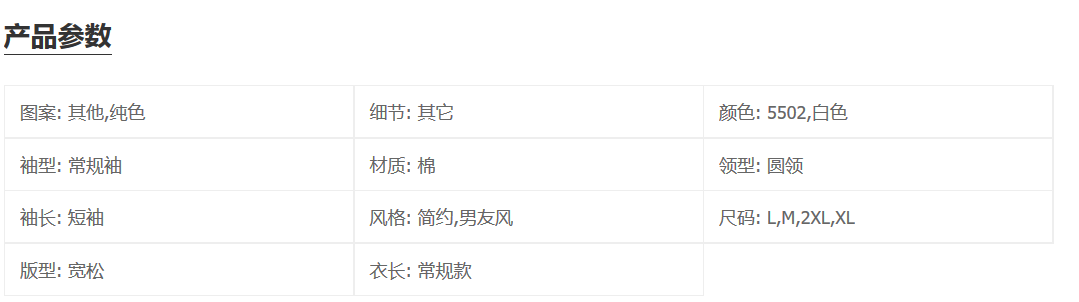 产品参数
图案: 其他,纯色
细节: 其它
颜色: 5502,白色
袖型: 常规袖
材质: 棉
领型: 圆领
袖长: 短袖
风格: 简约,男友风
尺码: L,M,2XL,XL
版型: 宽松
衣长: 常规款